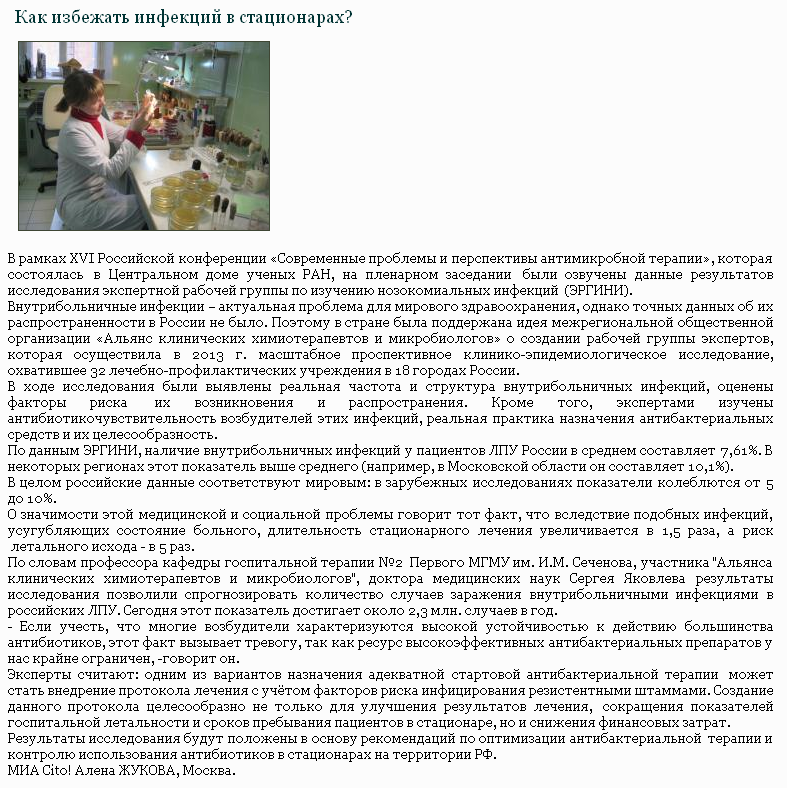 Как избежать инфекций в стационарах?
В рамках XVI Российской конференции «Современные проблемы и перспективы антимикробной терапии», которая
состоялась в Центральном доме ученых РАН, на пленарном заседании были озвучены данные результатов
исследования экспертной рабочей группы по изучению нозокомиальных инфекций (ЭРГИНИ).
Внутрибольничные инфекции – актуальная проблема для мирового здравоохранения, однако точных данных об их
распространенности в России не было. Поэтому в стране была поддержана идея межрегиональной общественной
организации «Альянс клинических химиотерапевтов и микробиологов» о создании рабочей группы экспертов,
которая осуществила в 2013 г. масштабное проспективное клинико-эпидемиологическое исследование,
охватившее 32 лечебно-профилактических учреждения в 18 городах России.
В ходе исследования были выявлены реальная частота и структура внутрибольничных инфекций, оценены
факторы риска их возникновения и распространения. Кроме того, экспертами изучены
антибиотикочувствительность возбудителей этих инфекций, реальная практика назначения антибактериальных
средств и их целесообразность.
По данным ЭРГИНИ, наличие внутрибольничных инфекций у пациентов ЛПУ России в среднем составляет 7,61%. В
некоторых регионах этот показатель выше среднего (например, в Московской области он составляет 10,1%).
В целом российские данные соответствуют мировым: в зарубежных исследованиях показатели колеблются от 5
до 10%.
О значимости этой медицинской и социальной проблемы говорит тот факт, что вследствие подобных инфекций,
усугубляющих состояние больного, длительность стационарного лечения увеличивается в 1,5 раза, а риск
летального исхода - в 5 раз.
По словам профессора кафедры госпитальной терапии №2 Первого МГМУ им. И.М. Сеченова, участника "Альянса
клинических химиотерапевтов и микробиологов", доктора медицинских наук Сергея Яковлева результаты
исследования позволили спрогнозировать количество случаев заражения внутрибольничными инфекциями в
российских ЛПУ. Сегодня этот показатель достигает около 2,3 млн. случаев в год.
- Если учесть, что многие возбудители характеризуются высокой устойчивостью к действию большинства
антибиотиков, этот факт вызывает тревогу, так как ресурс высокоэффективных антибактериальных препаратов у
нас крайне ограничен, -говорит он.
Эксперты считают: одним из вариантов назначения адекватной стартовой антибактериальной терапии может
стать внедрение протокола лечения с учётом факторов риска инфицирования резистентными штаммами. Создание
данного протокола целесообразно не только для улучшения результатов лечения, сокращения показателей
госпитальной летальности и сроков пребывания пациентов в стационаре, но и снижения финансовых затрат.
Результаты исследования будут положены в основу рекомендаций по оптимизации антибактериальной терапии и
контролю использования антибиотиков в стационарах на территории РФ.
МИА Cito! Алена ЖУКОВА, Москва.